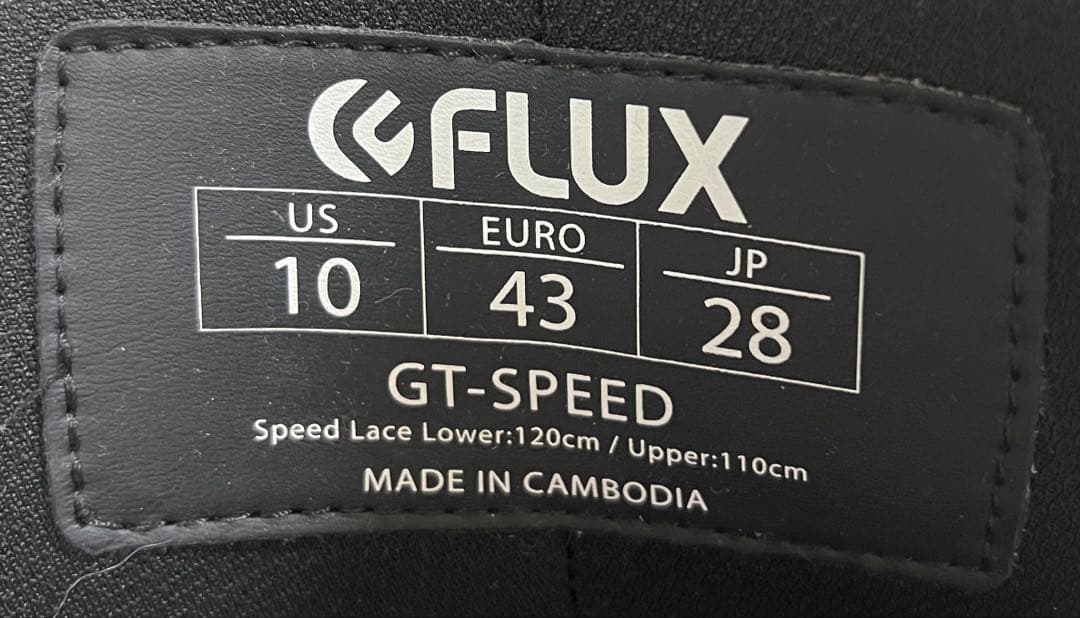 FLUX
US EURO JP
10 43 28
GT-SPEED
Speed Lace Lower:120cm / Upper:110cm
MADE IN CAMBODIA